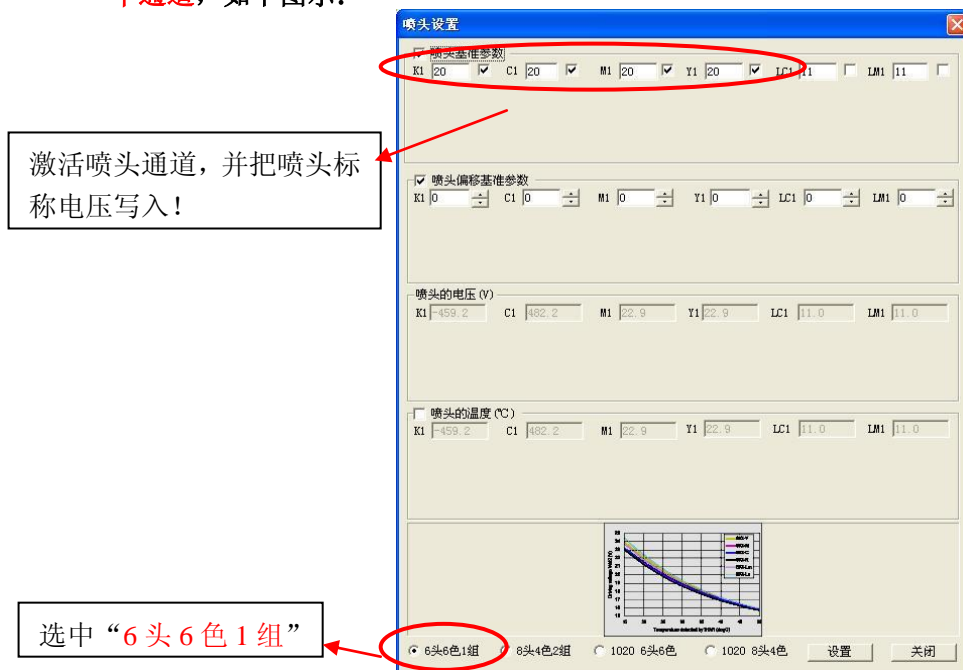 个通道，如下图示！
喷头设置
喷头基准参数
K1 20 C1 20 M1 20 Y1 20 LC1 11 LM1 11
激活喷头通道，并把喷头标
称电压写入！
喷头偏移基准参数
K1 0 C1 0 M1 0 Y1 0 LC1 0 LM1 0
喷头的电压(V)
K1 -459.2 C1 482.2 M1 22.9 Y1 22.9 LC1 11.0 LM1 11.0
喷头的温度(℃)
K1 -459.2 C1 482.2 M1 22.9 Y1 22.9 LC1 11.0 LM1 11.0
选中“6头6色1组”
6头6色1组 8头4色2组 1020 6头6色 1020 8头4色 设置 关闭